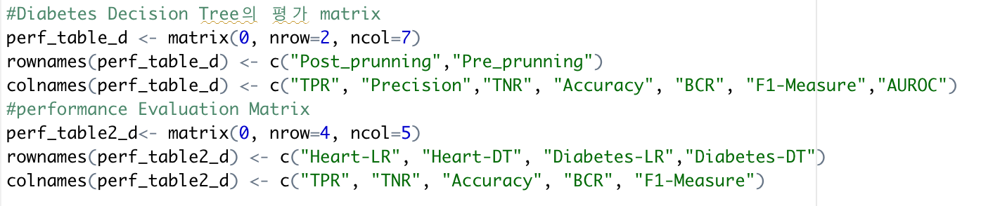 #Diabetes Decision Tree의 평가 matrix
perf_table_d <- matrix(0, nrow=2, ncol=7)
rownames(perf_table_d) <- c("Post_prunning","Pre_prunning")
colnames(perf_table_d) <- c("TPR", "Precision","TNR", "Accuracy", "BCR", "F1-Measure","AUROC")
#performance Evaluation Matrix
perf_table2_d<- matrix(0, nrow=4, ncol=5)
rownames(perf_table2_d) <- c("Heart-LR", "Heart-DT", "Diabetes-LR","Diabetes-DT")
colnames(perf_table2_d) <- c("TPR", "TNR", "Accuracy", "BCR", "F1-Measure")